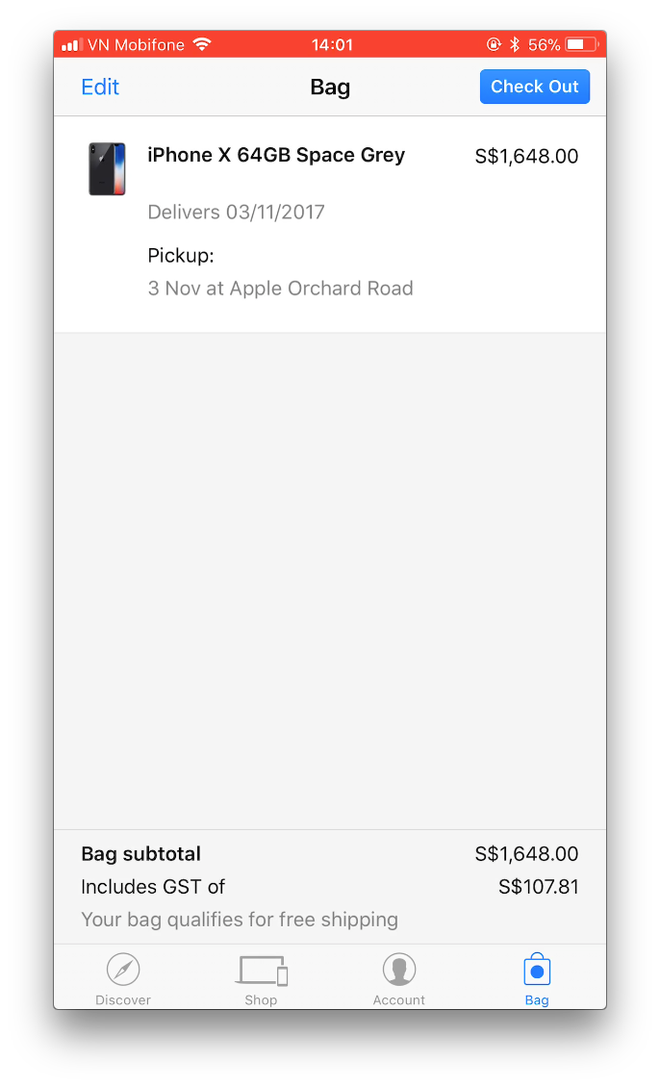 VN Mobifone 14:01 56%
Edit Bag Check Out
iPhone X 64GB Space Grey S$1,648.00
Delivers 03/11/2017
Pickup:
3 Nov at Apple Orchard Road
Bag subtotal S$1,648.00
Includes GST of S$107.81
Your bag qualifies for free shipping
Discover Shop Account Bag